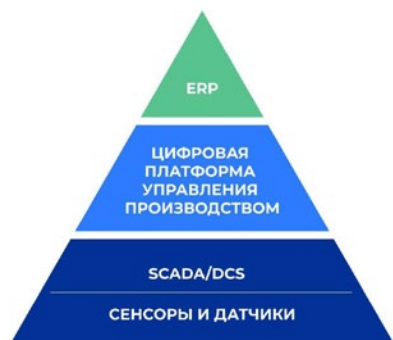 ERP
ЦИФРОВАЯ
ПЛАТФОРМА
УПРАВЛЕНИЯ
ПРОИЗВОДСТВОМ
SCADA/DCS
СЕНСОРЫ И ДАТЧИКИ